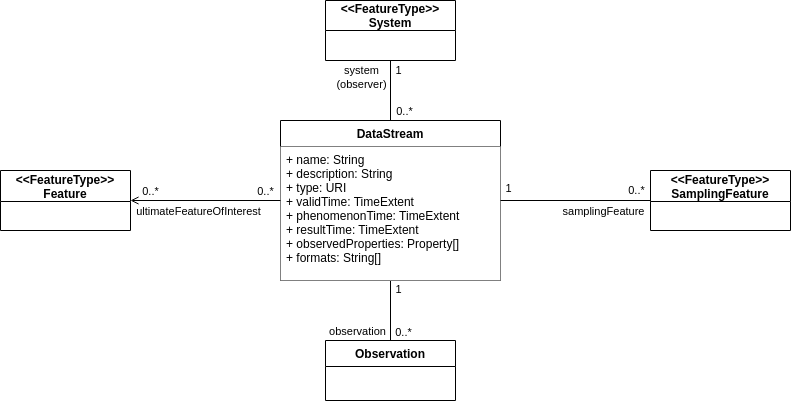 <<FeatureType>>
System
system
(observer)
1
0..*
DataStream
+ name: String
+ description: String
+ type: URI
+ validTime: TimeExtent
+ phenomenonTime: TimeExtent
+ resultTime: TimeExtent
+ observedProperties: Property[]
+ formats: String[]
<<FeatureType>>
Feature
0..*
0..*
ultimateFeatureOfInterest
1
0..*
samplingFeature
<<FeatureType>>
SamplingFeature
1
observation
0..*
Observation